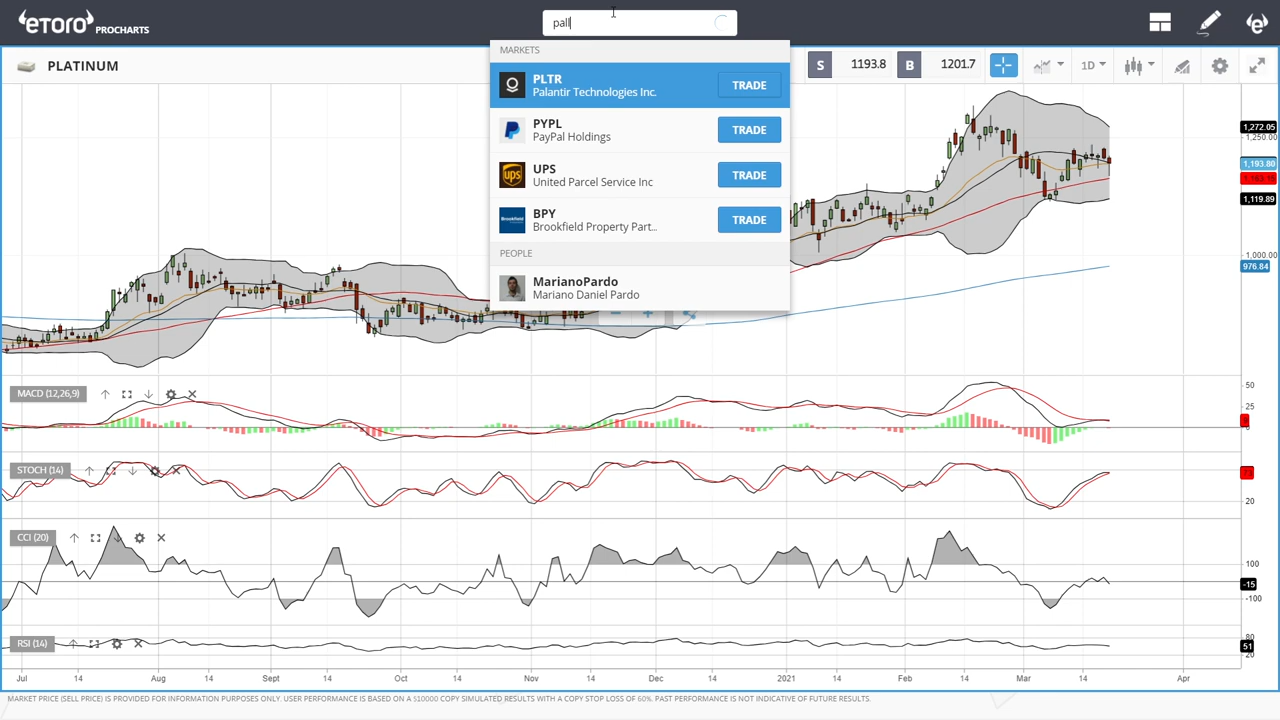 eTORO PROCHARTS
pall
MARKETS
PLTR
Palantir Technologies Inc.
TRADE
PYPL
PayPal Holdings
TRADE
UPS
United Parcel Service Inc
TRADE
BPY
Brookfield Property Part...
TRADE
PEOPLE
MarianoPardo
Mariano Daniel Pardo
PLATINUM
S 1193.8 B 1201.7 1D
1,272.05
1,250.00
1,193.80
1,119.89
1,000.00
976.84
MACD (12,26,9)
50
25
STOCH (14)
20
CCI (20)
100
-15
-100
RSI (14)
80
51
20
Jul 14 Aug 14 Sept 14 Oct 14 Nov 14 Dec 14 2021 14 Feb 14 Mar 14 Apr
MARKET PRICE (SELL PRICE) IS PROVIDED FOR INFORMATION PURPOSES ONLY. USER PERFORMANCE IS BASED ON A $10000 COPY SIMULATED RESULTS WITH A COPY STOP LOSS OF 60%. PAST PERFORMANCE IS NOT INDICATIVE OF FUTURE RESULTS.